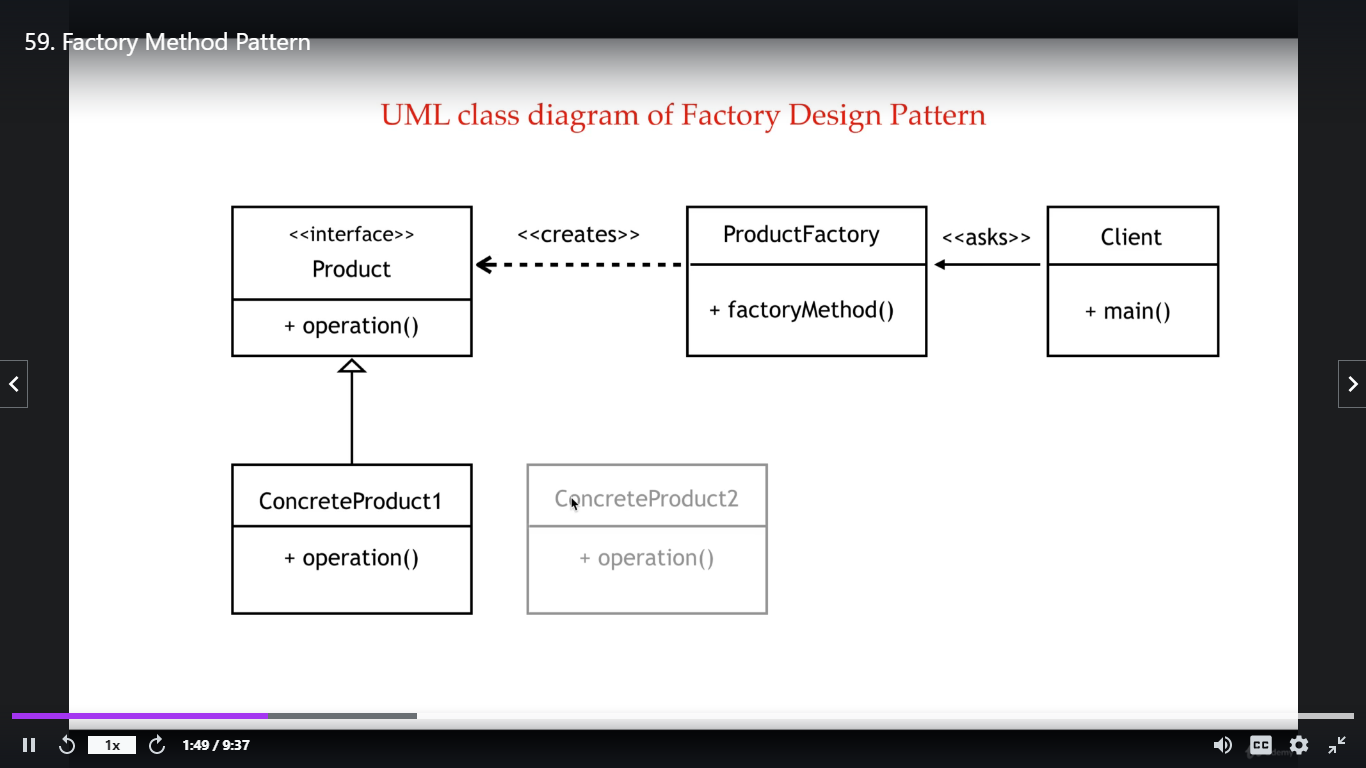 59. Factory Method Pattern
UML class diagram of Factory Design Pattern
<<interface>>
Product
+ operation()
<<creates>>
ProductFactory
+ factoryMethod()
<<asks>>
Client
+ main()
ConcreteProduct1
+ operation()
ConcreteProduct2
+ operation()
1x
1:49 / 9:37
CC